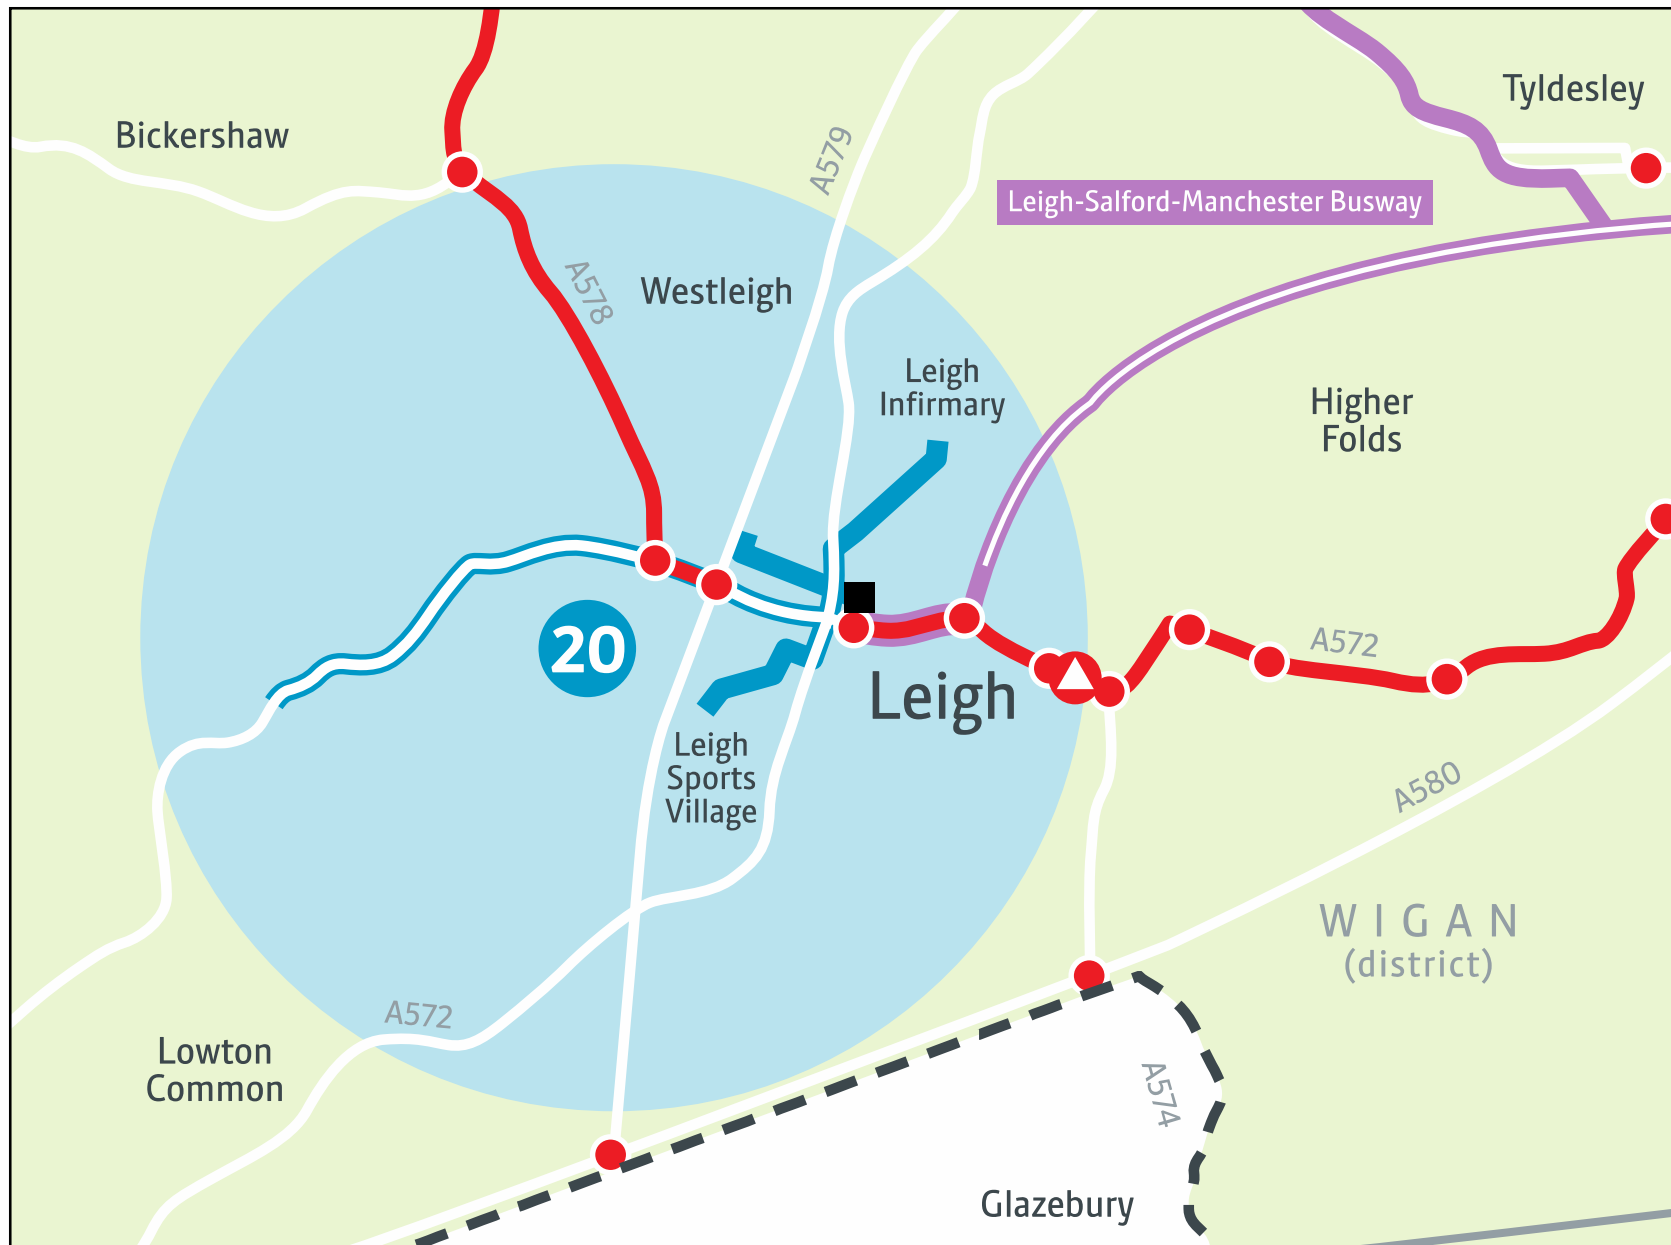 Tyldesley
Bickershaw
A579
Leigh-Salford-Manchester Busway
A578
Westleigh
Leigh
Infirmary
Higher
Folds
20
A572
Leigh
Leigh
Sports
Village
A580
WIGAN
(district)
A572
Lowton
Common
A574
Glazebury